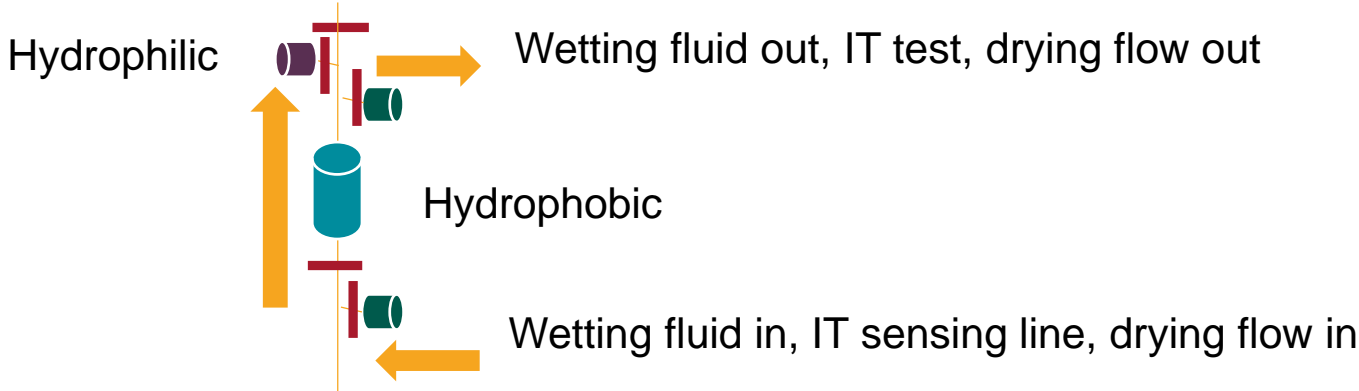 Hydrophilic
Wetting fluid out, IT test, drying flow out
Hydrophobic
Wetting fluid in, IT sensing line, drying flow in